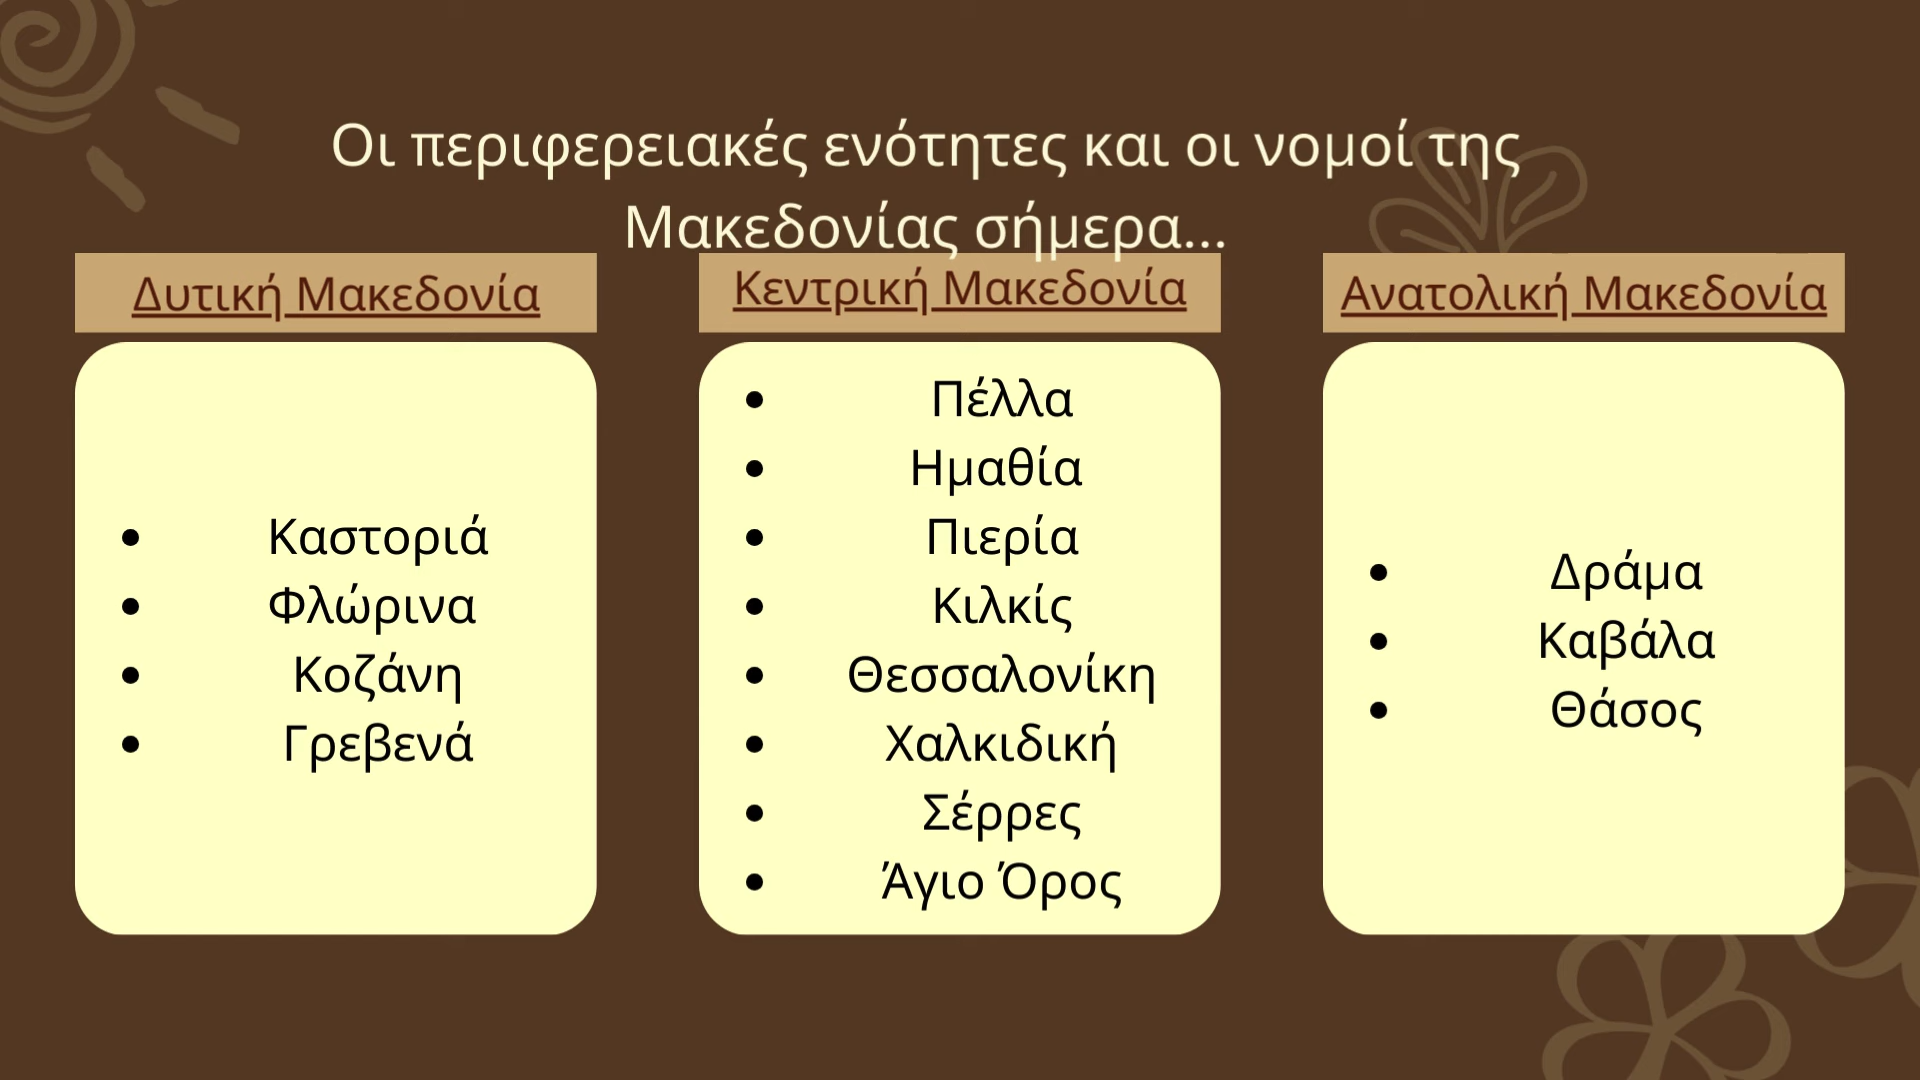 Οι περιφερειακές ενότητες και οι νομοί της
Μακεδονίας σήμερα...
Δυτική Μακεδονία
• Καστοριά
• Φλώρινα
• Κοζάνη
• Γρεβενά
Κεντρική Μακεδονία
• Πέλλα
• Ημαθία
• Πιερία
• Κιλκίς
• Θεσσαλονίκη
• Χαλκιδική
• Σέρρες
• Άγιο Όρος
Ανατολική Μακεδονία
• Δράμα
• Καβάλα
• Θάσος